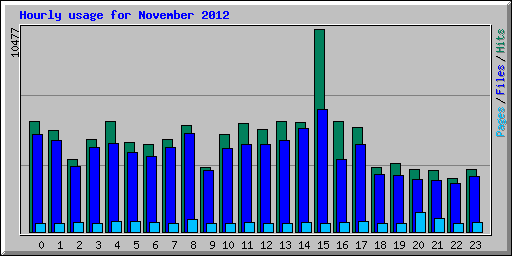 Hourly usage for November 2012
10477
Pages / Files / Hits
0 1 2 3 4 5 6 7 8 9 10 11 12 13 14 15 16 17 18 19 20 21 22 23